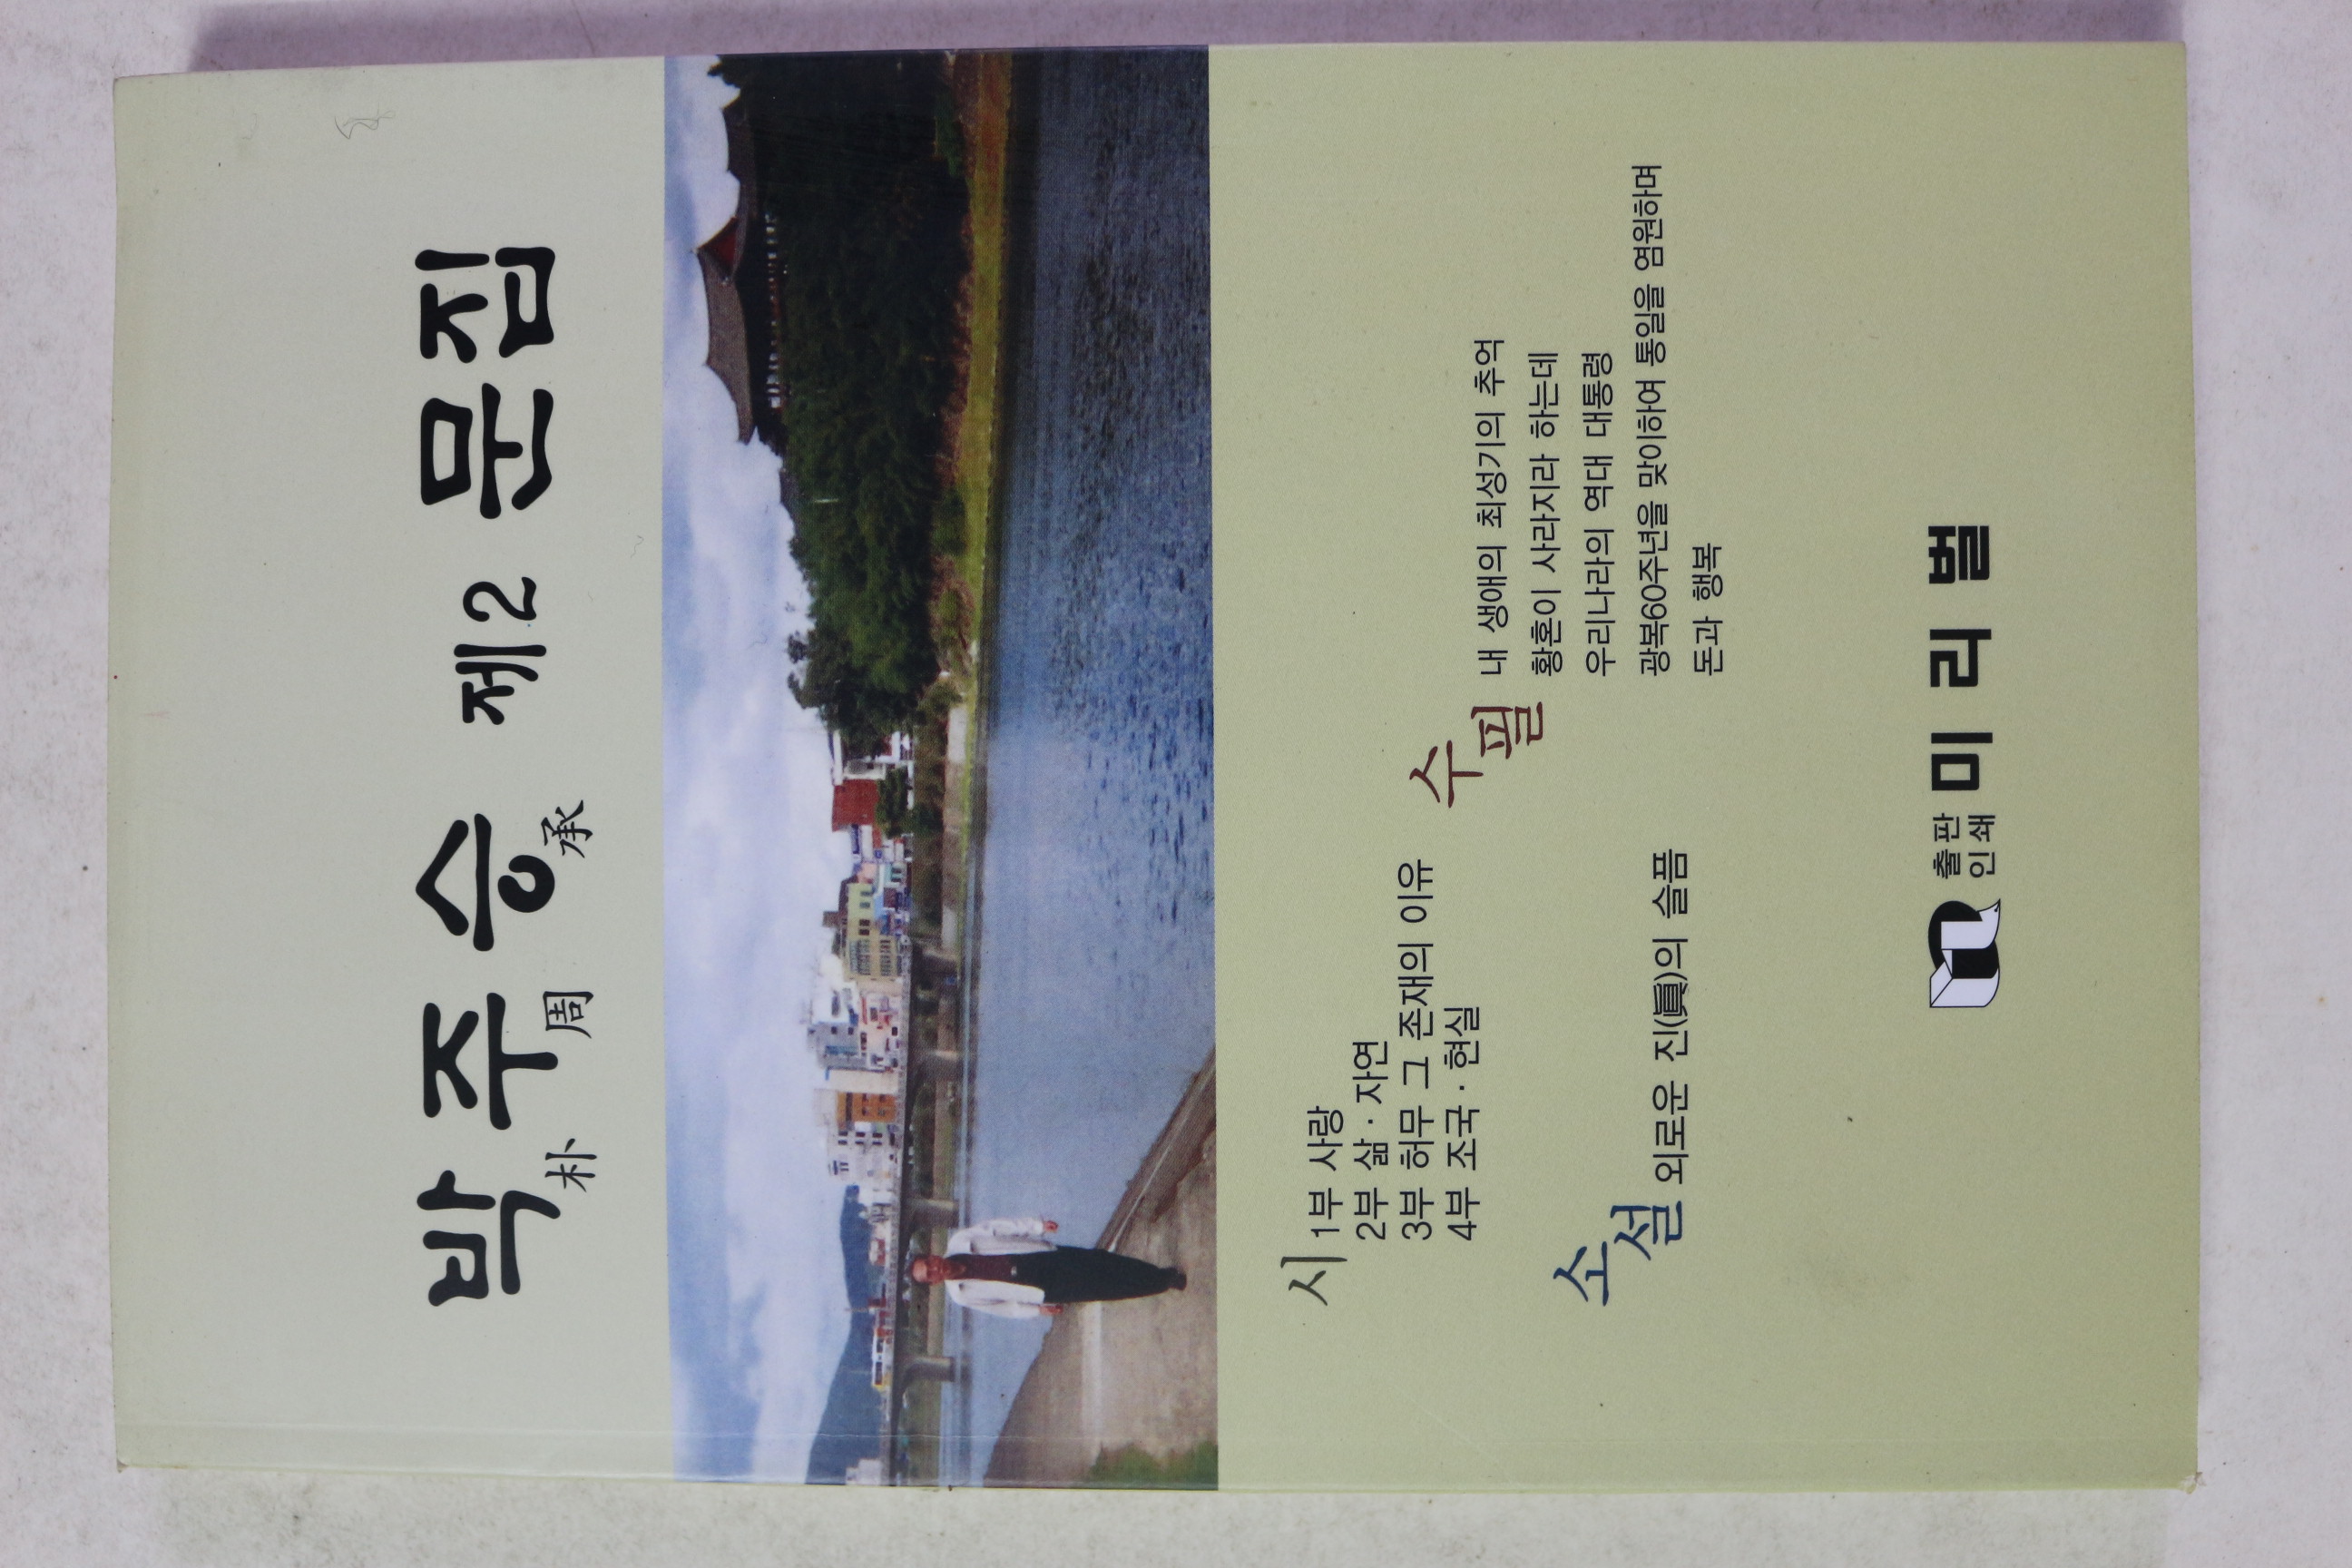 박주승 제2 문집
朴 周 承
시
1부 사랑
2부 삶·자연
3부 허무 그 존재의 이유
4부 조국·현실
수필
내 생애의 최성기의 추억
황혼이 사라지라 하는데
우리나라의 역대 대통령
광복60주년을 맞이하여 통일을 염원하며
돈과 행복
소설
외로운 진(眞)의 슬픔
출판
인쇄
미리벌